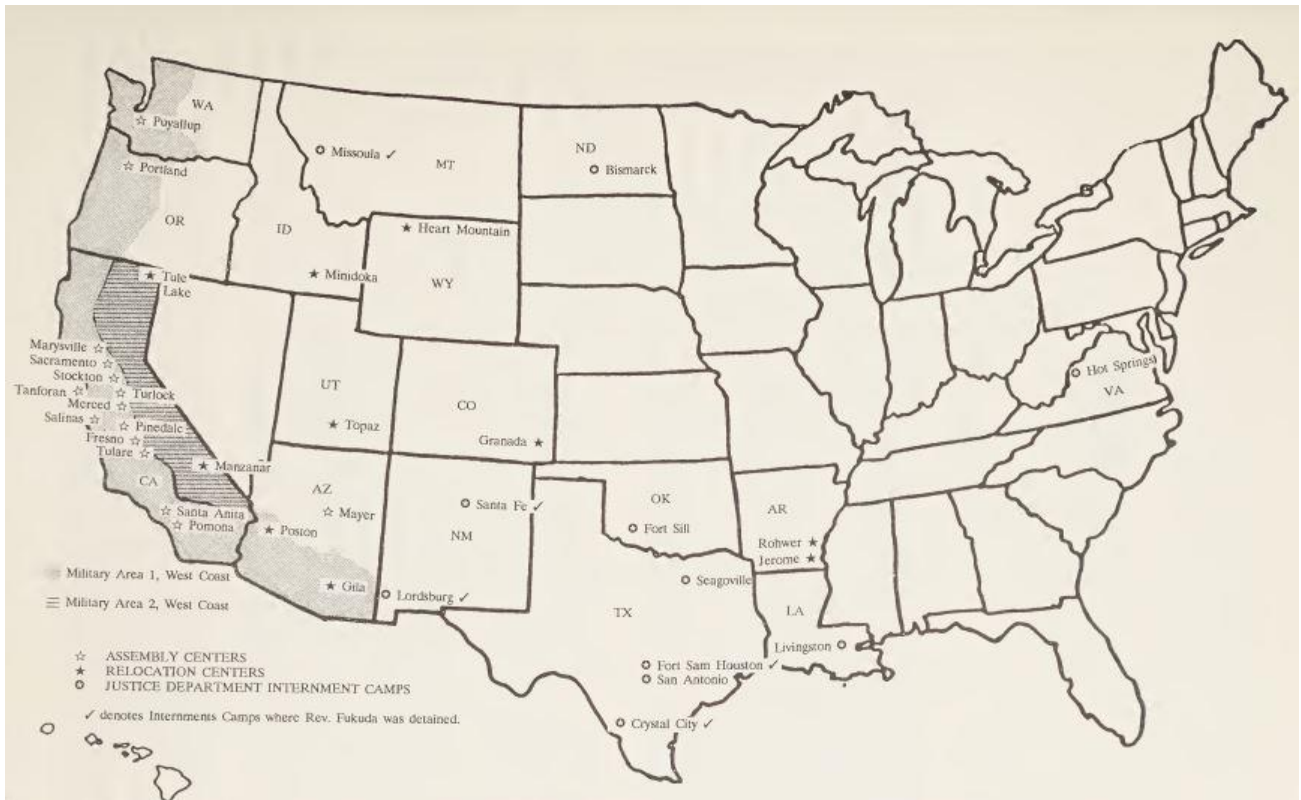 WA
☆ Puyallup
☆ Portland
OR
ID
○ Missoula ✓
MT
ND
○ Bismarck
★ Heart Mountain
★ Minidoka
WY
★ Tule
Lake
Marysville ☆
Sacramento ☆
Stockton ☆
Tanforan ☆
☆ Turlock
Merced ☆
Salinas ☆
☆ Pinedale
Fresno ☆
Tulare ☆
★ Manzanar
CA
☆ Santa Anita
☆ Pomona
UT
★ Topaz
CO
Granada ★
AZ
☆ Mayer
★ Poston
★ Gila
○ Santa Fe ✓
NM
○ Lordsburg ✓
OK
○ Fort Sill
AR
Rohwer ★
Jerome ★
○ Seagoville
TX
LA
Livingston ○
○ Fort Sam Houston ✓
○ San Antonio
○ Crystal City ✓
○ Hot Springs
VA
Military Area 1, West Coast
Military Area 2, West Coast
☆ ASSEMBLY CENTERS
★ RELOCATION CENTERS
○ JUSTICE DEPARTMENT INTERNMENT CAMPS
✓ denotes Internments Camps where Rev. Fukuda was detained.